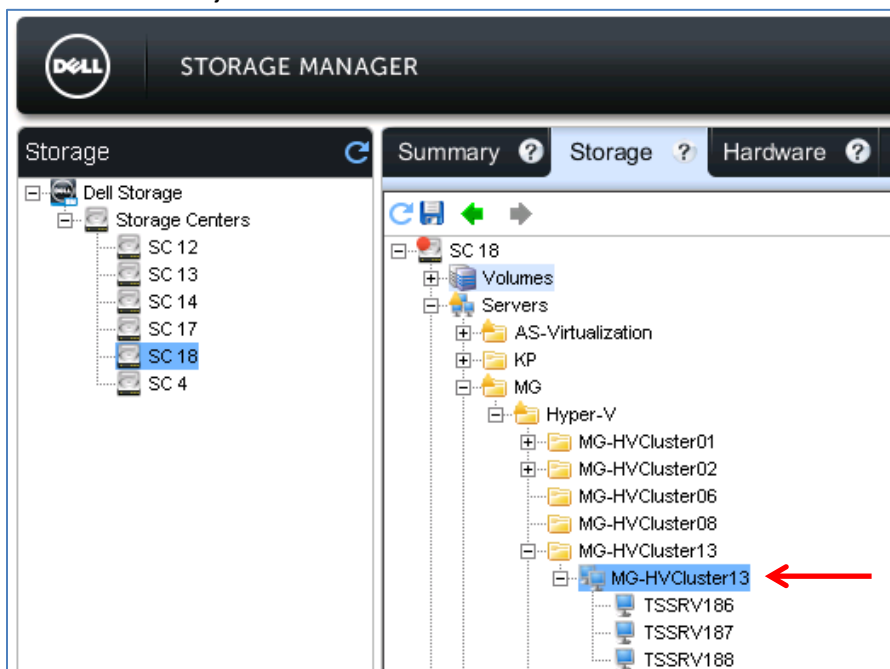 DELL
STORAGE MANAGER
Storage
Summary ? Storage ? Hardware ?
Dell Storage
Storage Centers
SC 12
SC 13
SC 14
SC 17
SC 18
SC 4
SC 18
Volumes
Servers
AS-Virtualization
KP
MG
Hyper-V
MG-HVCluster01
MG-HVCluster02
MG-HVCluster06
MG-HVCluster08
MG-HVCluster13
MG-HVCluster13
TSSRV186
TSSRV187
TSSRV188